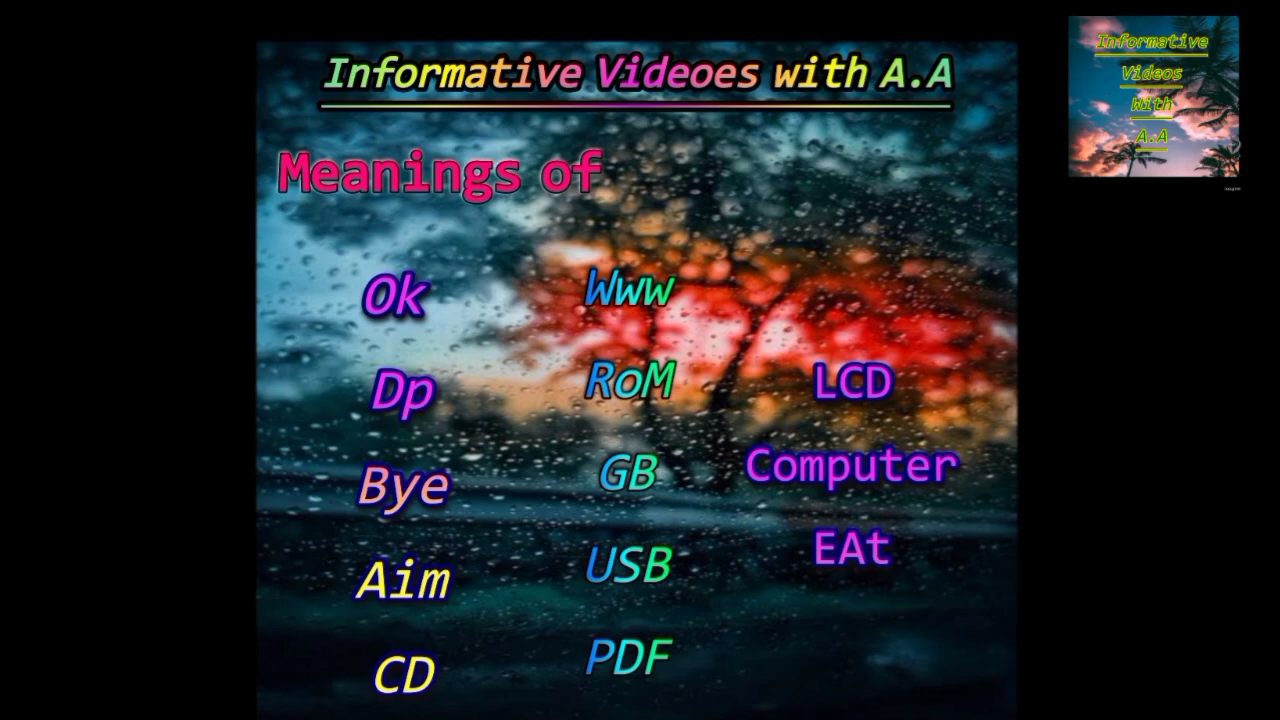 Informative Videoes with A.A
Meanings of
Ok
Dp
Bye
Aim
CD
Www
RoM
GB
USB
PDF
LCD
Computer
EAt
Informative
Videos
With
A.A